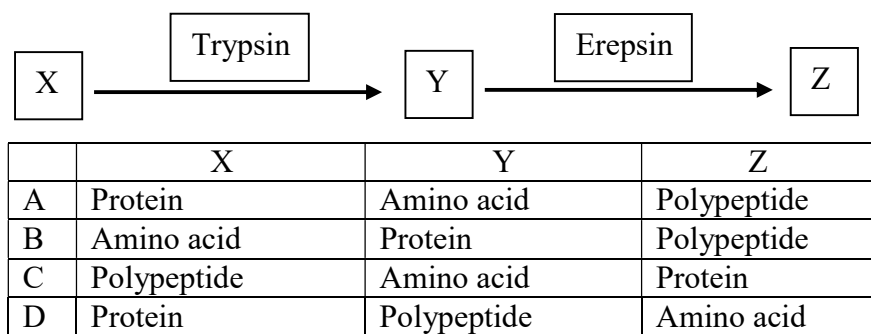 Trypsin Erepsin
X Y Z
X Y Z
A Protein Amino acid Polypeptide
B Amino acid Protein Polypeptide
C Polypeptide Amino acid Protein
D Protein Polypeptide Amino acid